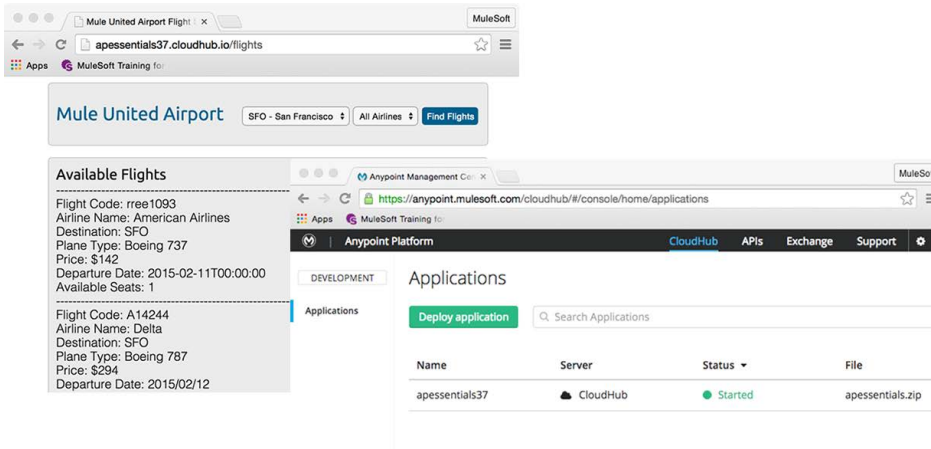 Mule United Airport Flight
MuleSoft
apessentials37.cloudhub.io/flights
Apps MuleSoft Training for
Mule United Airport SFO - San Francisco All Airlines Find Flights
Available Flights
Flight Code: rree1093
Airline Name: American Airlines
Destination: SFO
Plane Type: Boeing 737
Price: $142
Departure Date: 2015-02-11T00:00:00
Available Seats: 1
Flight Code: A14244
Airline Name: Delta
Destination: SFO
Plane Type: Boeing 787
Price: $294
Departure Date: 2015/02/12
Anypoint Management Cen
MuleSo
https://anypoint.mulesoft.com/cloudhub/#/console/home/applications
Apps MuleSoft Training fo
Anypoint Platform CloudHub APIs Exchange Support
DEVELOPMENT
Applications
Applications
Deploy application Search Applications
Name Server Status File
apessentials37 CloudHub Started apessentials.zip